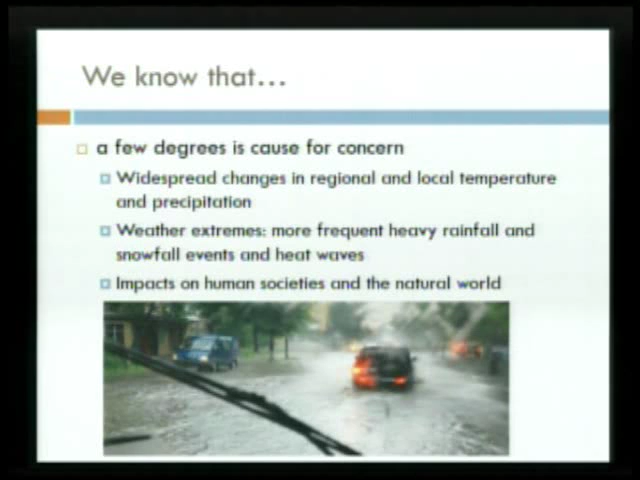 We know that...
a few degrees is cause for concern
Widespread changes in regional and local temperature
and precipitation
Weather extremes: more frequent heavy rainfall and
snowfall events and heat waves
Impacts on human societies and the natural world